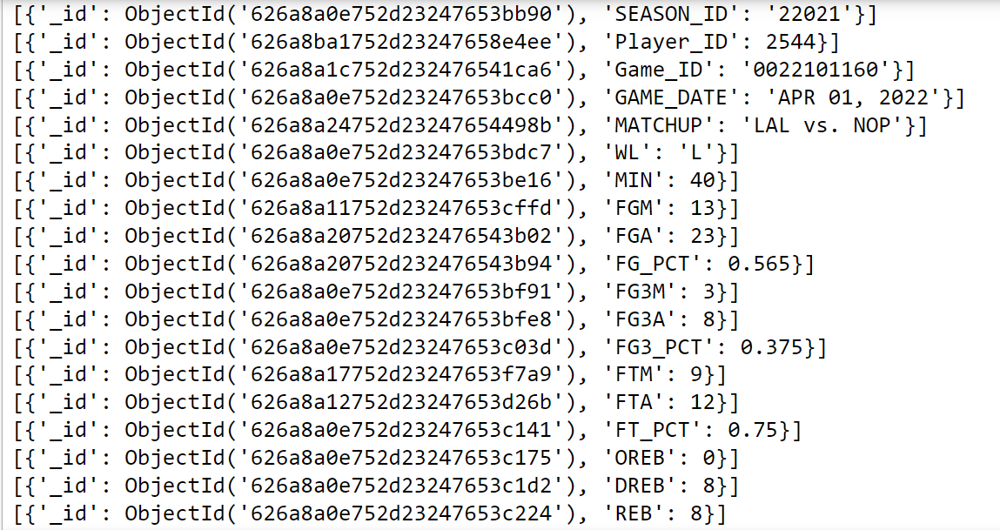 [{'_id': ObjectId('626a8a0e752d23247653bb90'), 'SEASON_ID': '22021'}]
[{'_id': ObjectId('626a8ba1752d23247658e4ee'), 'Player_ID': 2544}]
[{'_id': ObjectId('626a8a1c752d232476541ca6'), 'Game_ID': '0022101160'}]
[{'_id': ObjectId('626a8a0e752d23247653bcc0'), 'GAME_DATE': 'APR 01, 2022'}]
[{'_id': ObjectId('626a8a24752d23247654498b'), 'MATCHUP': 'LAL vs. NOP'}]
[{'_id': ObjectId('626a8a0e752d23247653bdc7'), 'WL': 'L'}]
[{'_id': ObjectId('626a8a0e752d23247653be16'), 'MIN': 40}]
[{'_id': ObjectId('626a8a11752d23247653cffd'), 'FGM': 13}]
[{'_id': ObjectId('626a8a20752d232476543b02'), 'FGA': 23}]
[{'_id': ObjectId('626a8a20752d232476543b94'), 'FG_PCT': 0.565}]
[{'_id': ObjectId('626a8a0e752d23247653bf91'), 'FG3M': 3}]
[{'_id': ObjectId('626a8a0e752d23247653bfe8'), 'FG3A': 8}]
[{'_id': ObjectId('626a8a0e752d23247653c03d'), 'FG3_PCT': 0.375}]
[{'_id': ObjectId('626a8a17752d23247653f7a9'), 'FTM': 9}]
[{'_id': ObjectId('626a8a12752d23247653d26b'), 'FTA': 12}]
[{'_id': ObjectId('626a8a0e752d23247653c141'), 'FT_PCT': 0.75}]
[{'_id': ObjectId('626a8a0e752d23247653c175'), 'OREB': 0}]
[{'_id': ObjectId('626a8a0e752d23247653c1d2'), 'DREB': 8}]
[{'_id': ObjectId('626a8a0e752d23247653c224'), 'REB': 8}]